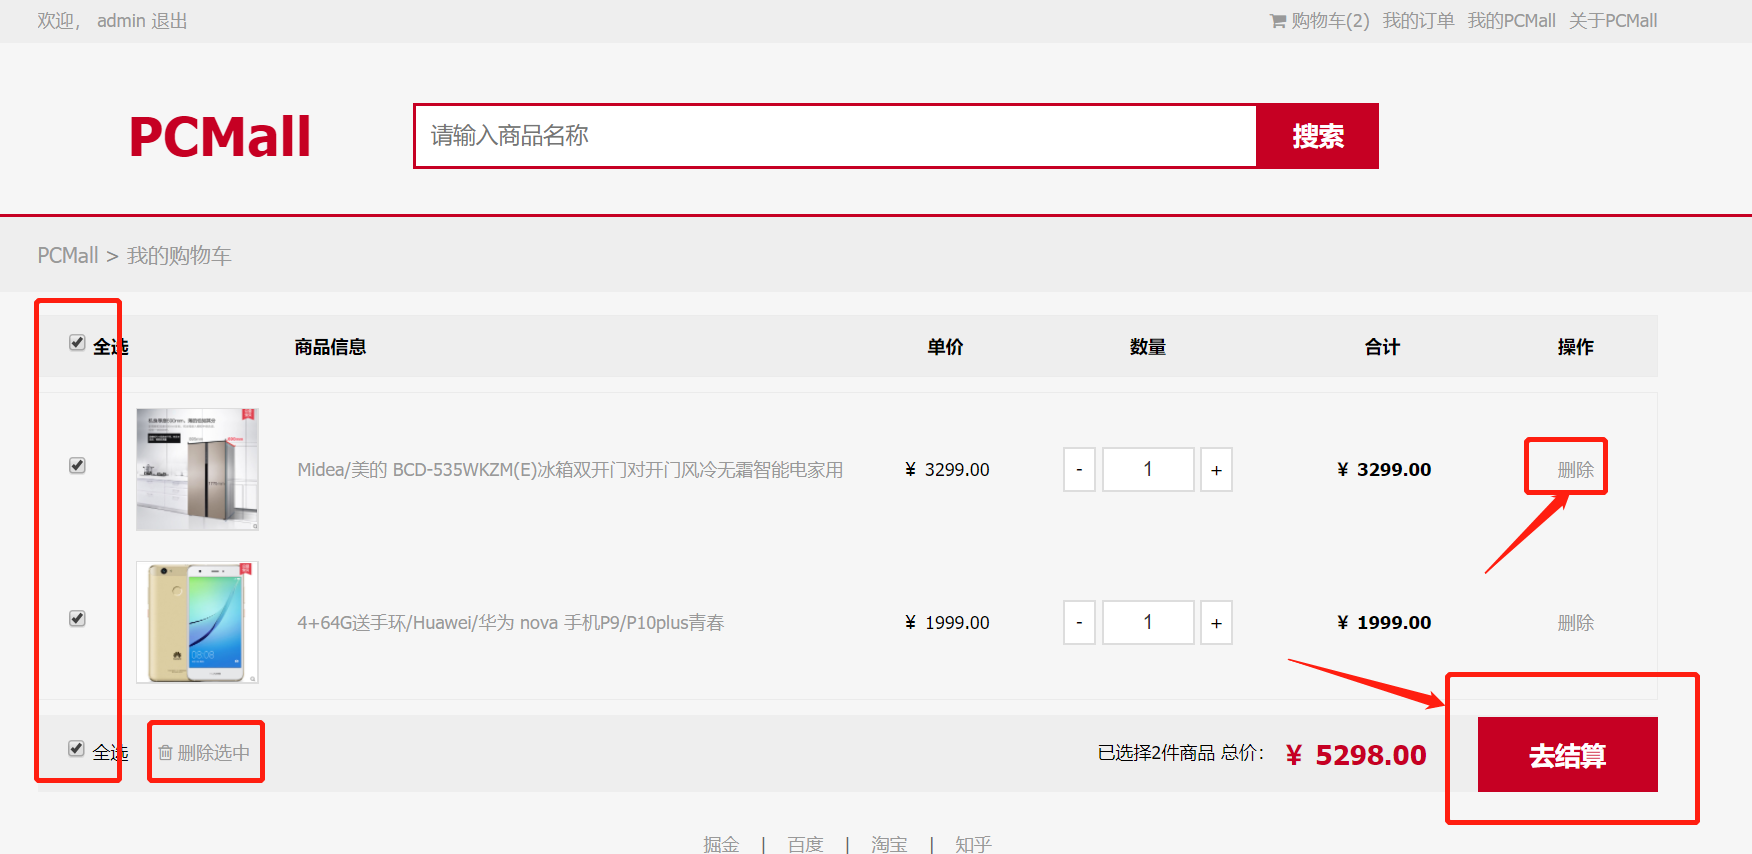 欢迎， admin 退出
购物车(2) 我的订单 我的PCMall 关于PCMall
PCMall
请输入商品名称
搜索
PCMall > 我的购物车
全选 商品信息 单价 数量 合计 操作
Midea/美的 BCD-535WKZM(E)冰箱双开门对开门风冷无霜智能电家用 ¥ 3299.00 - 1 + ¥ 3299.00 删除
08:08
4+64G送手环/Huawei/华为 nova 手机P9/P10plus青春 ¥ 1999.00 - 1 + ¥ 1999.00 删除
全选 删除选中 已选择2件商品 总价： ¥ 5298.00 去结算
掘金 | 百度 | 淘宝 | 知乎